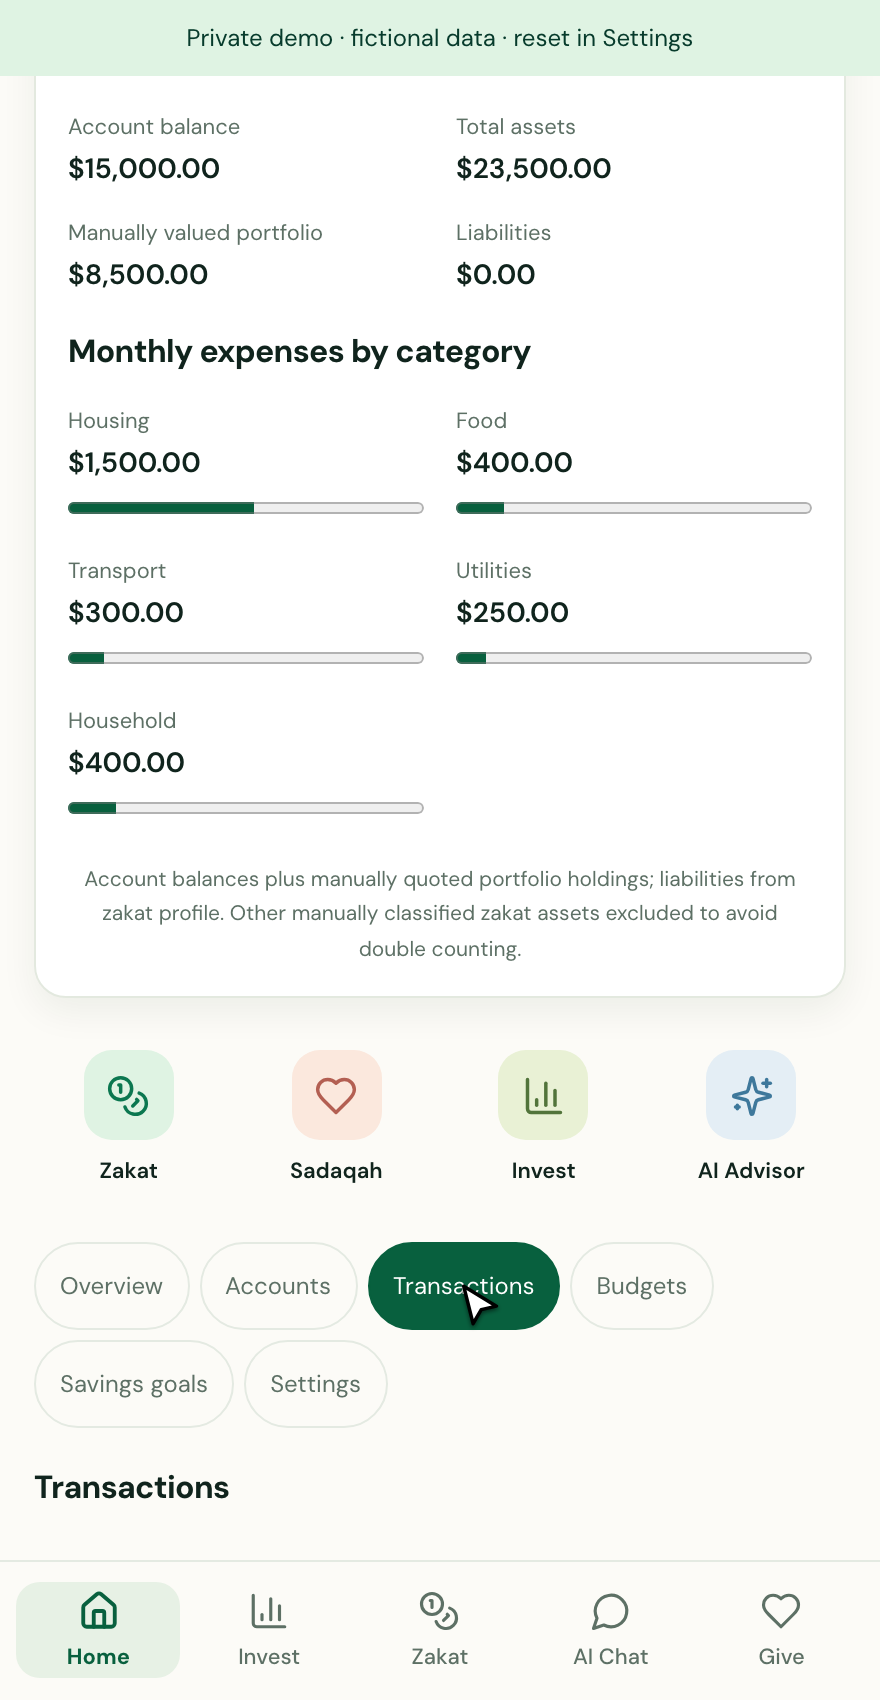 Private demo · fictional data · reset in Settings
Account balance
$15,000.00
Total assets
$23,500.00
Manually valued portfolio
$8,500.00
Liabilities
$0.00
Monthly expenses by category
Housing
$1,500.00
Food
$400.00
Transport
$300.00
Utilities
$250.00
Household
$400.00
Account balances plus manually quoted portfolio holdings; liabilities from
zakat profile. Other manually classified zakat assets excluded to avoid
double counting.
Zakat
Sadaqah
Invest
AI Advisor
Overview
Accounts
Transactions
Budgets
Savings goals
Settings
Transactions
Home
Invest
Zakat
AI Chat
Give